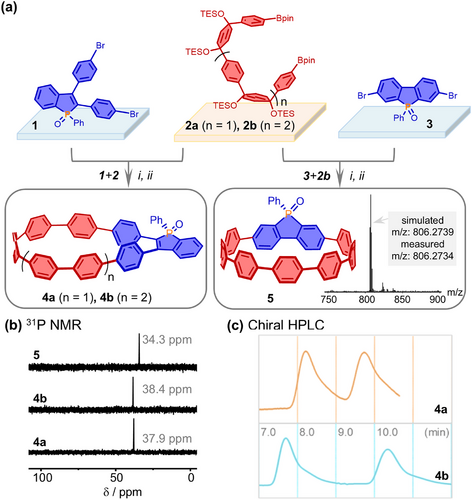 (a)
Br
Br
P
O
Ph
1
TESO
Bpin
TESO
Bpin
n
TESO
OTES
2a (n = 1), 2b (n = 2)
Br
Br
P
Ph
O
3
1+2 i, ii
3+2b i, ii
Ph
P
O
n
4a (n = 1), 4b (n = 2)
Ph
P
O
5
simulated
m/z: 806.2739
measured
m/z: 806.2734
750 800 850 900 m/z
(b) 31P NMR
5
34.3 ppm
4b
38.4 ppm
4a
37.9 ppm
100 50 0
δ / ppm
(c) Chiral HPLC
4a
7.0 8.0 9.0 10.0 (min)
4b